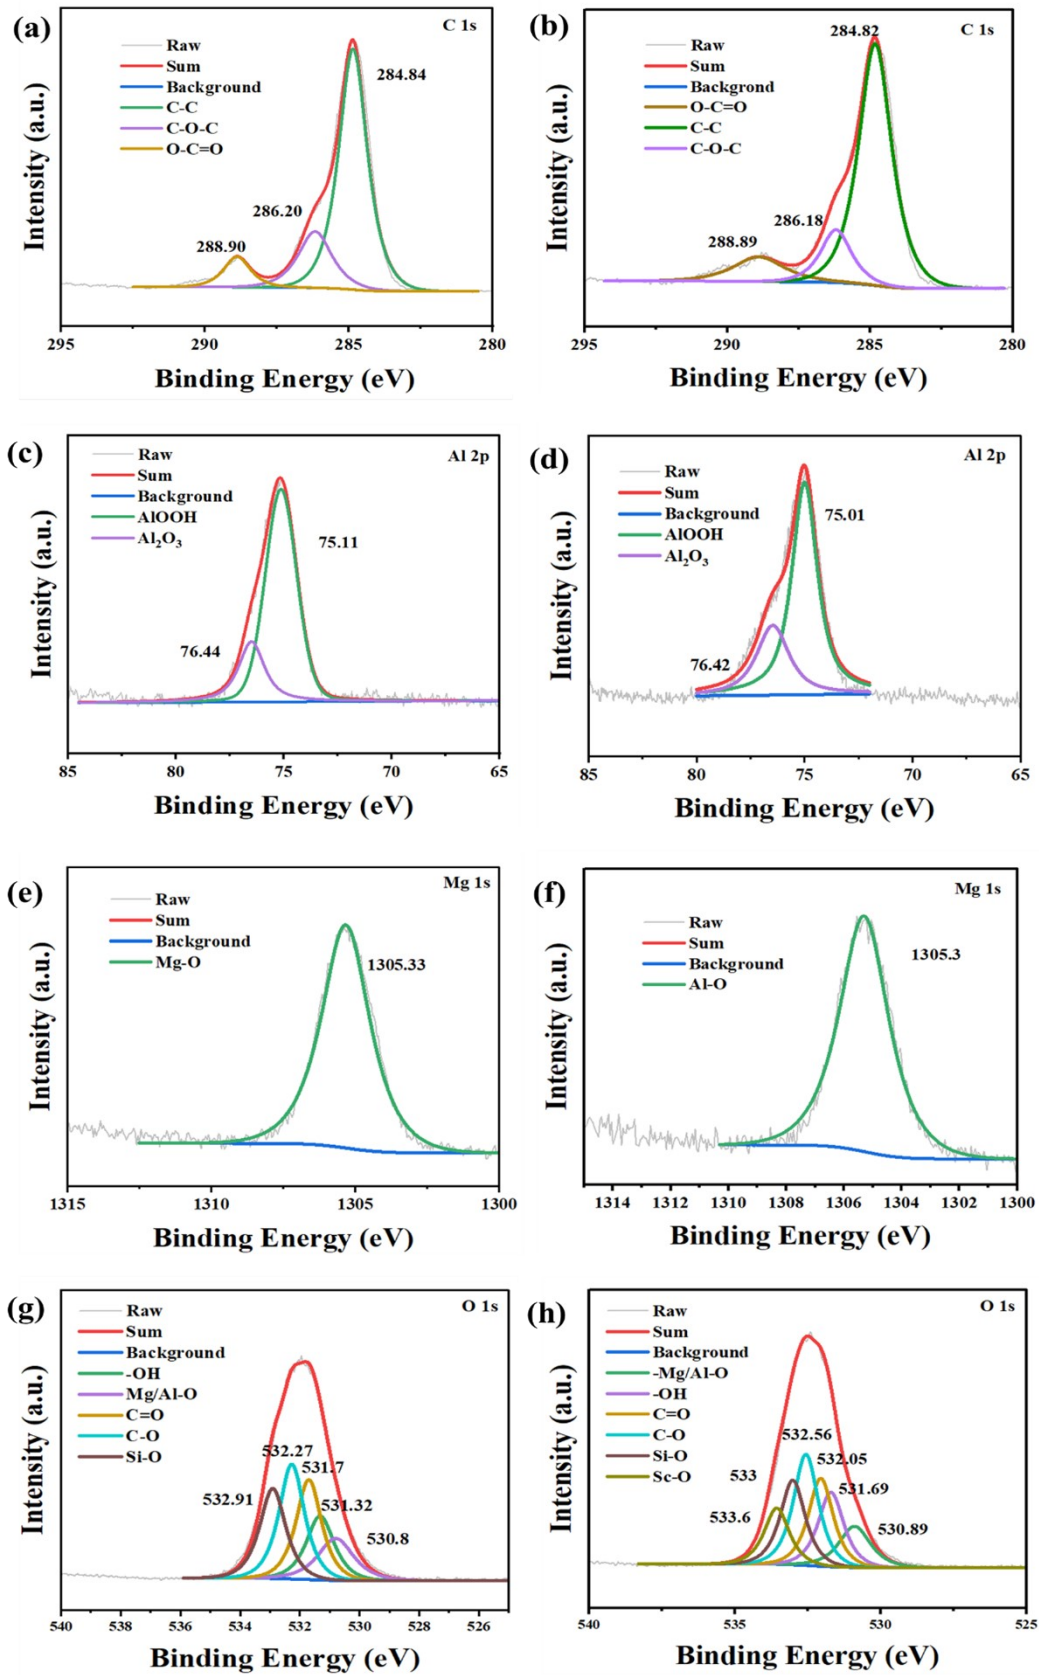 (a)
C 1s
Raw
Sum
Background
C-C
C-O-C
O-C=O
284.84
286.20
288.90
Intensity (a.u.)
295
290
285
280
Binding Energy (eV)
(b)
284.82
C 1s
Raw
Sum
Backgrond
O-C=O
C-C
C-O-C
286.18
288.89
Intensity (a.u.)
295
290
285
280
Binding Energy (eV)
(c)
Al 2p
Raw
Sum
Background
AlOOH
Al₂O₃
75.11
76.44
Intensity (a.u.)
85
80
75
70
65
Binding Energy (eV)
(d)
Al 2p
Raw
Sum
Background
AlOOH
Al₂O₃
75.01
76.42
Intensity (a.u.)
85
80
75
70
65
Binding Energy (eV)
(e)
Mg 1s
Raw
Sum
Background
Mg-O
1305.33
Intensity (a.u.)
1315
1310
1305
1300
Binding Energy (eV)
(f)
Mg 1s
Raw
Sum
Background
Al-O
1305.3
Intensity (a.u.)
1314
1312
1310
1308
1306
1304
1302
1300
Binding Energy (eV)
(g)
O 1s
Raw
Sum
Background
-OH
Mg/Al-O
C=O
C-O
Si-O
532.27
531.7
532.91
531.32
530.8
Intensity (a.u.)
540
538
536
534
532
530
528
526
Binding Energy (eV)
(h)
O 1s
Raw
Sum
Background
-Mg/Al-O
-OH
C=O
C-O
Si-O
Sc-O
532.56
532.05
533
531.69
533.6
530.89
Intensity (a.u.)
540
535
530
525
Binding Energy (eV)